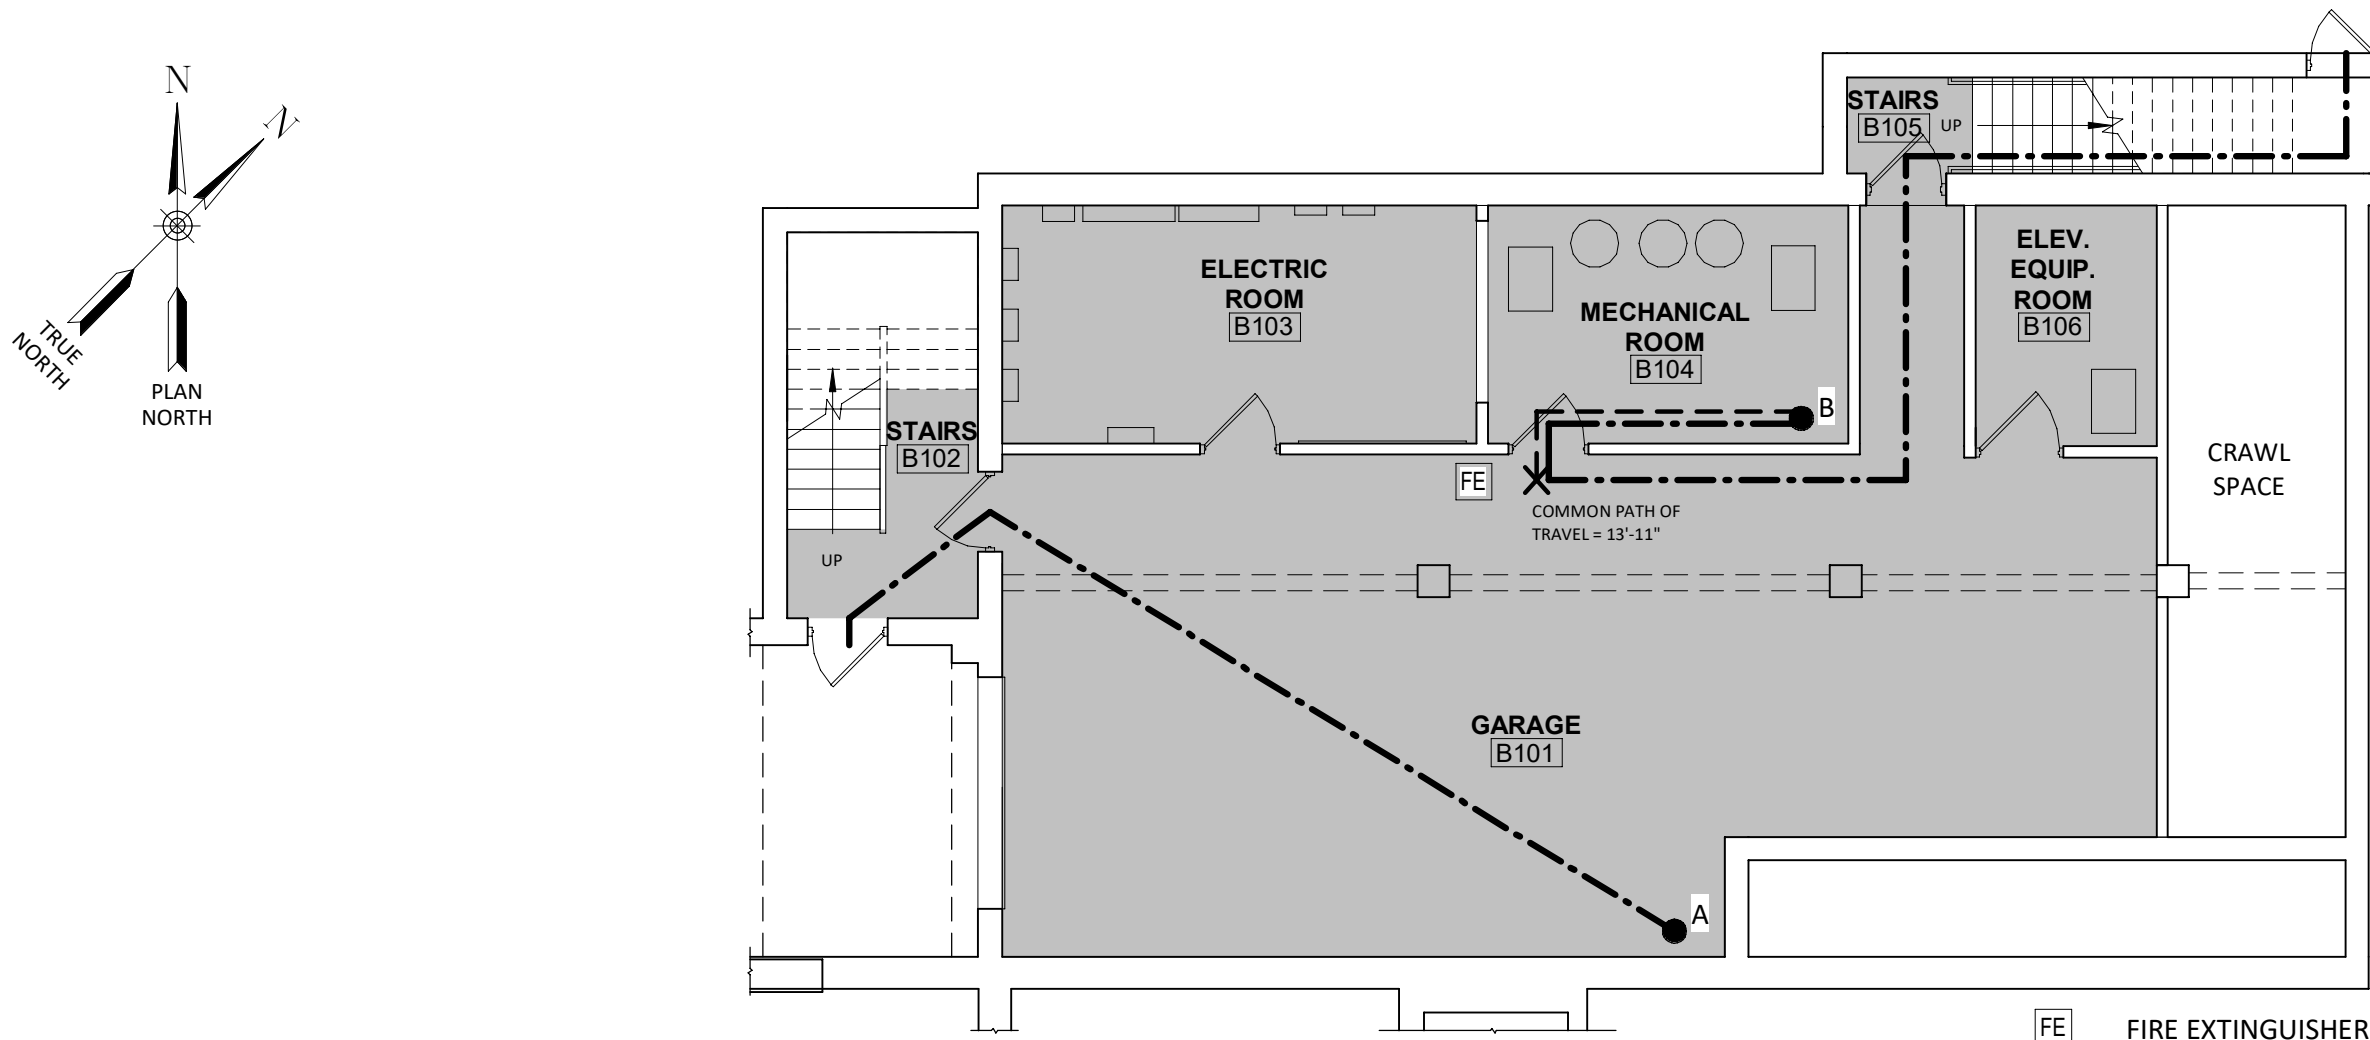 N
N
TRUE
NORTH
PLAN
NORTH
STAIRS
B105
UP
ELECTRIC
ROOM
B103
MECHANICAL
ROOM
B104
ELEV.
EQUIP.
ROOM
B106
STAIRS
B102
UP
B
FE
COMMON PATH OF
TRAVEL = 13'-11"
CRAWL
SPACE
GARAGE
B101
A
FE FIRE EXTINGUISHER